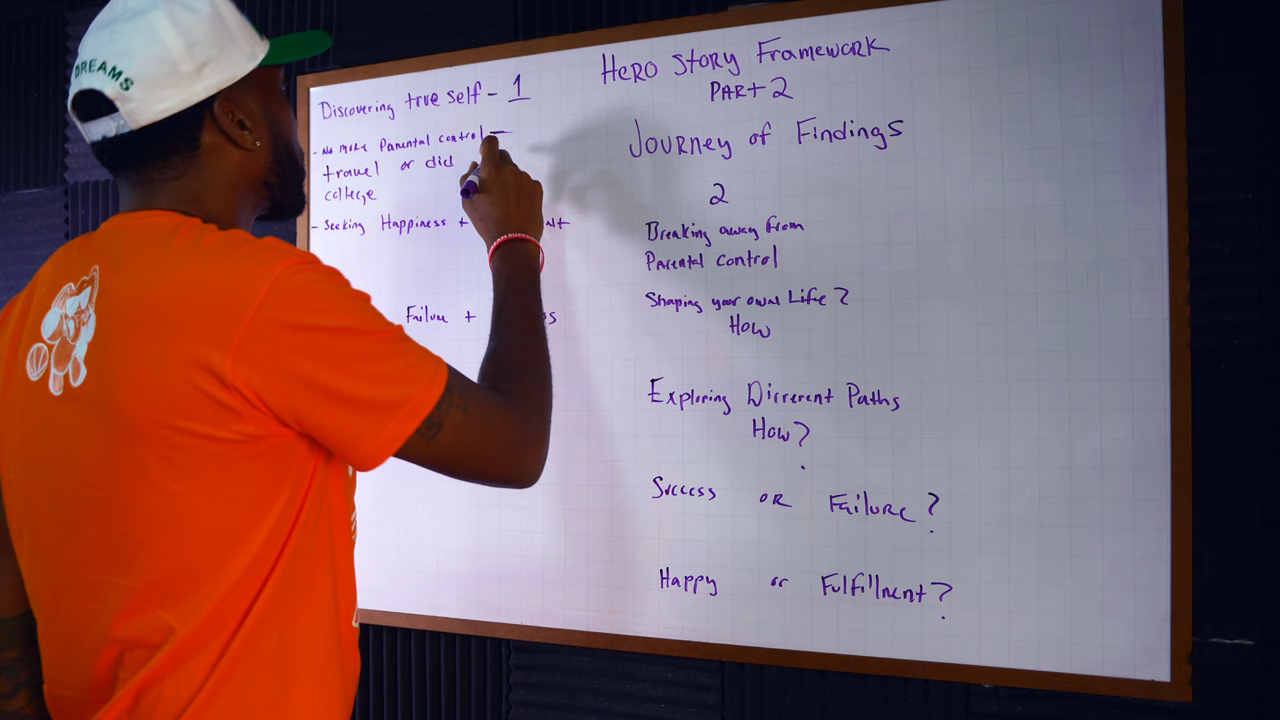 DREAMS
Discovering true self - 1
- No more Parental control -
travel or did
college
- Seeking Happiness +
Failure +
Hero Story Framework
PART 2
Journey of Findings
2
Breaking away from
Parental control
Shaping your own Life?
How
Exploring Different Paths
How?
Success or Failure?
Happy or Fulfillment?